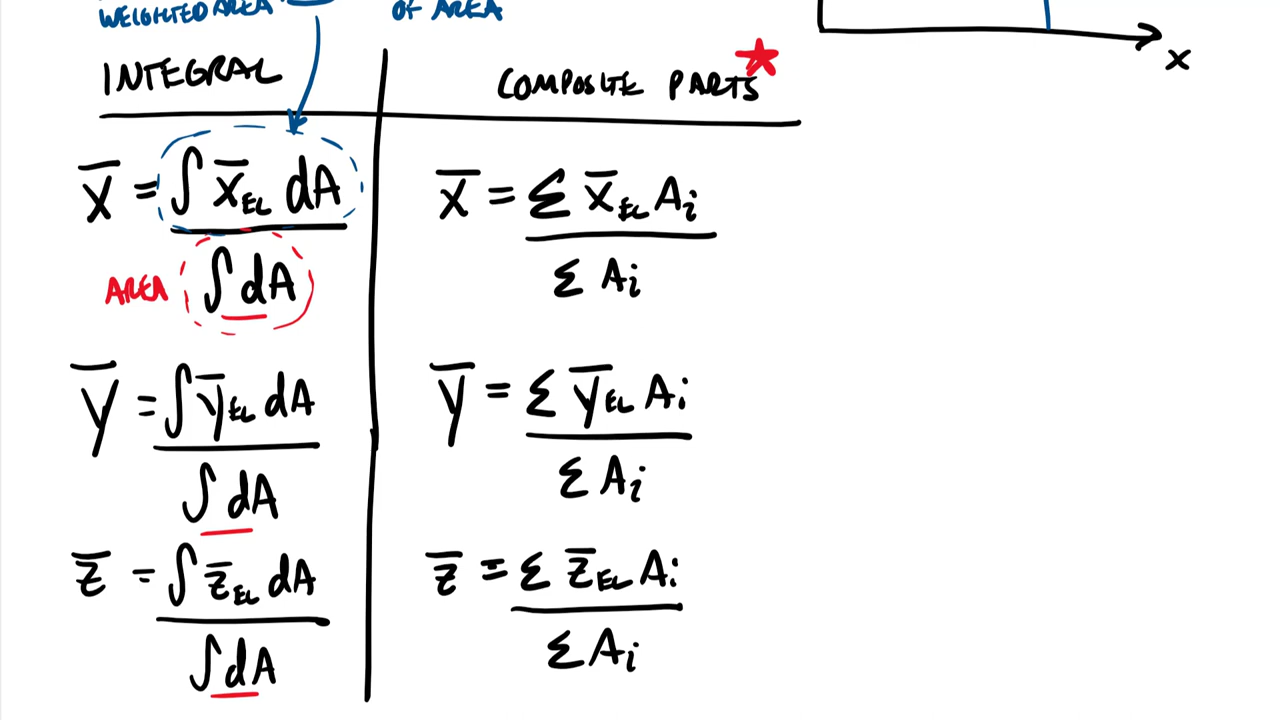 WEIGHTED AREA OF AREA
x
INTEGRAL COMPOSITE PARTS
x̄ = ∫ x̄EL dA / ∫ dA x̄ = Σ x̄EL Ai / Σ Ai
AREA
ȳ = ∫ ȳEL dA / ∫ dA ȳ = Σ ȳEL Ai / Σ Ai
z̄ = ∫ z̄EL dA / ∫ dA z̄ = Σ z̄EL Ai / Σ Ai